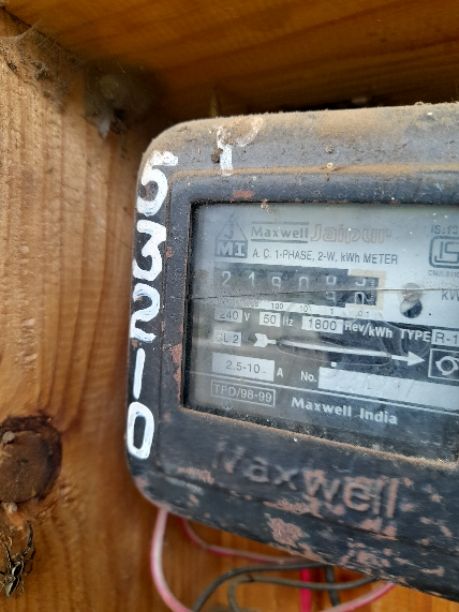 53210
Maxwell Jaipur
MI
A. C. 1-PHASE, 2-W, kWh METER
240 V 50 Hz 1800 Rev/kWh TYPE R-1
CL 2
2.5-10 A No.
TPO/98-99
Maxwell India
Maxwell